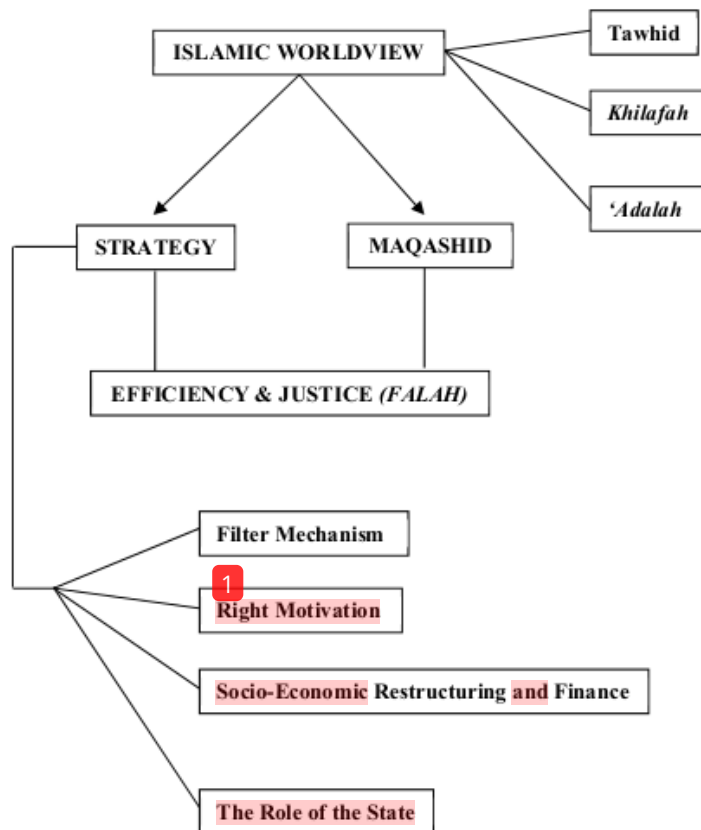 Tawhid
ISLAMIC WORLDVIEW
Khilafah
‘Adalah
STRATEGY
MAQASHID
EFFICIENCY & JUSTICE (FALAH)
Filter Mechanism
1
Right Motivation
Socio-Economic Restructuring and Finance
The Role of the State